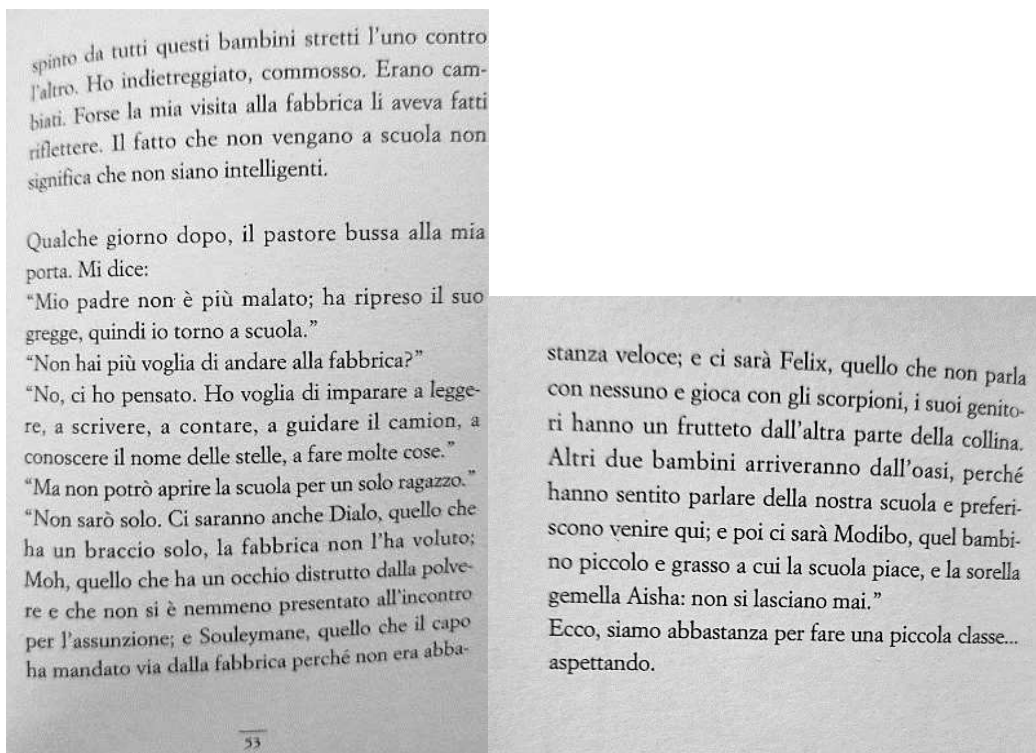 spinto da tutti questi bambini stretti l'uno contro
l'altro. Ho indietreggiato, commosso. Erano cam-
biati. Forse la mia visita alla fabbrica li aveva fatti
riflettere. Il fatto che non vengano a scuola non
significa che non siano intelligenti.
Qualche giorno dopo, il pastore bussa alla mia
porta. Mi dice:
“Mio padre non è più malato; ha ripreso il suo
gregge, quindi io torno a scuola.”
“Non hai più voglia di andare alla fabbrica?”
“No, ci ho pensato. Ho voglia di imparare a legge-
re, a scrivere, a contare, a guidare il camion, a
conoscere il nome delle stelle, a fare molte cose.”
“Ma non potrò aprire la scuola per un solo ragazzo.”
“Non sarò solo. Ci saranno anche Dialo, quello che
ha un braccio solo, la fabbrica non l'ha voluto;
Moh, quello che ha un occhio distrutto dalla polve-
re e che non si è nemmeno presentato all'incontro
per l'assunzione; e Souleymane, quello che il capo
ha mandato via dalla fabbrica perché non era abba-
53
stanza veloce; e ci sarà Felix, quello che non parla
con nessuno e gioca con gli scorpioni, i suoi genito-
ri hanno un frutteto dall'altra parte della collina.
Altri due bambini arriveranno dall'oasi, perché
hanno sentito parlare della nostra scuola e preferi-
scono venire qui; e poi ci sarà Modibo, quel bambi-
no piccolo e grasso a cui la scuola piace, e la sorella
gemella Aisha: non si lasciano mai.”
Ecco, siamo abbastanza per fare una piccola classe...
aspettando.